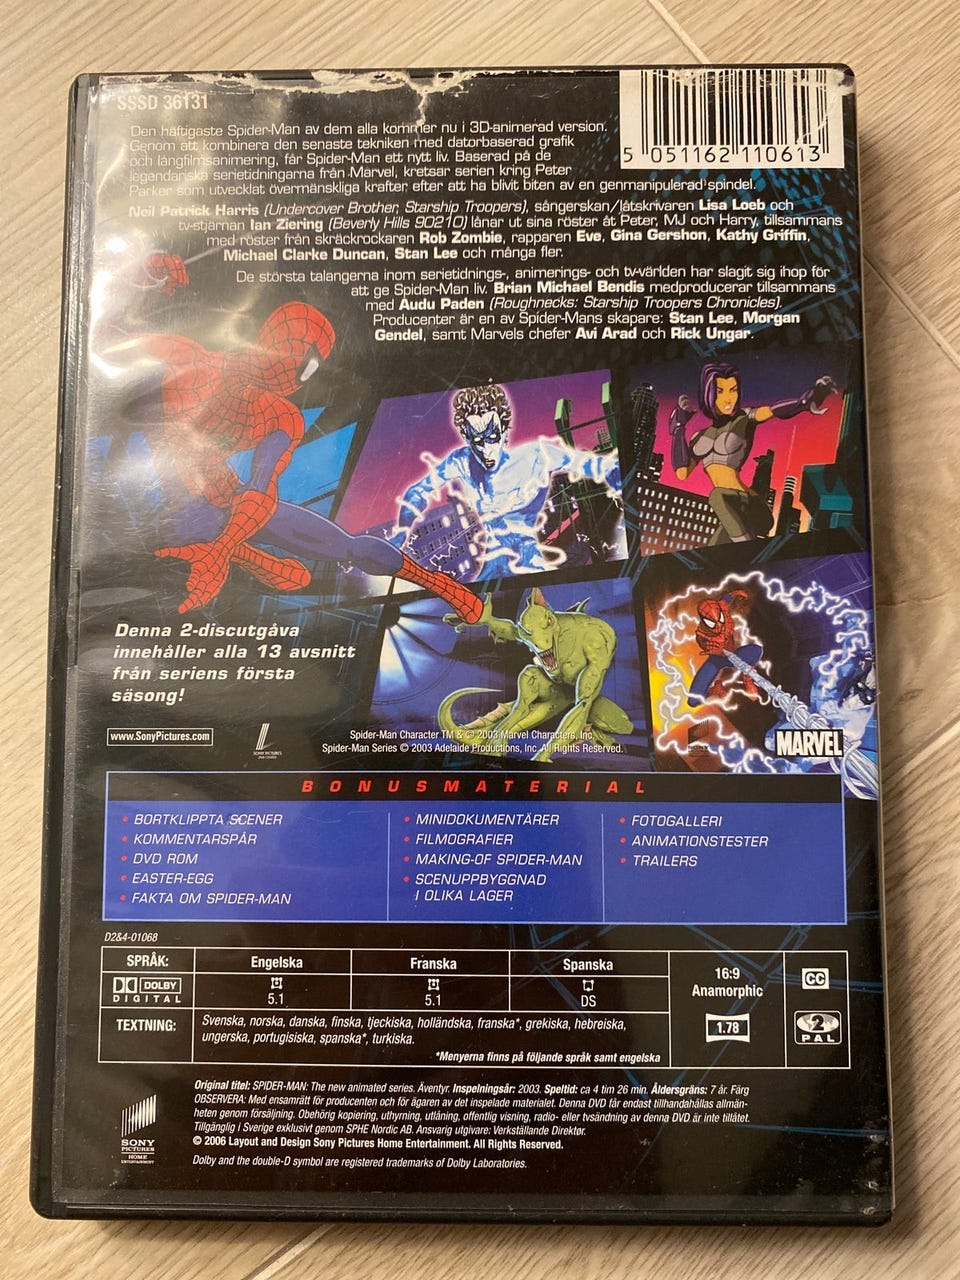 SSSD 36131
5 051162 110613
Den häftigaste Spider-Man av dem alla kommer nu i 3D-animerad version.
Genom att kombinera den senaste tekniken med datorbaserad grafik
och långfilmsanimering, får Spider-Man ett nytt liv. Baserad på de
legendariska serietidningarna från Marvel, kretsar serien kring Peter
Parker som utvecklat övermänskliga krafter efter att ha blivit biten av en genmanipulerad spindel.
Neil Patrick Harris (Undercover Brother, Starship Troopers), sångerskan/låtskrivaren Lisa Loeb och
tv-stjärnan Ian Ziering (Beverly Hills 90210) lånar ut sina röster åt Peter, MJ och Harry, tillsammans
med röster från skräckrockaren Rob Zombie, rapparen Eve, Gina Gershon, Kathy Griffin,
Michael Clarke Duncan, Stan Lee och många fler.
De största talangerna inom serietidnings-, animerings- och tv-världen har slagit sig ihop för
att ge Spider-Man liv. Brian Michael Bendis medproducerar tillsammans
med Audu Paden (Roughnecks: Starship Troopers Chronicles).
Producenter är en av Spider-Mans skapare: Stan Lee, Morgan
Gendel, samt Marvels chefer Avi Arad och Rick Ungar.
Denna 2-discutgåva
innehåller alla 13 avsnitt
från seriens första
säsong!
www.SonyPictures.com
SONY PICTURES
Spider-Man Character TM & © 2003 Marvel Characters, Inc.
Spider-Man Series © 2003 Adelaide Productions, Inc. All Rights Reserved.
MARVEL
BONUSMATERIAL
• BORTKLIPPTA SCENER
• KOMMENTARSPÅR
• DVD ROM
• EASTER-EGG
• FAKTA OM SPIDER-MAN
• MINIDOKUMENTÄRER
• FILMOGRAFIER
• MAKING-OF SPIDER-MAN
• SCENUPPBYGGNAD
I OLIKA LAGER
• FOTOGALLERI
• ANIMATIONSTESTER
• TRAILERS
D2&4-01068
SPRÅK: Engelska Franska Spanska
DOLBY
DIGITAL
5.1 5.1 DS
16:9
Anamorphic
1.78
CC
2
PAL
TEXTNING: Svenska, norska, danska, finska, tjeckiska, holländska, franska*, grekiska, hebreiska,
ungerska, portugisiska, spanska*, turkiska.
*Menyerna finns på följande språk samt engelska
SONY
PICTURES
HOME
ENTERTAINMENT
Original titel: SPIDER-MAN: The new animated series. Äventyr. Inspelningsår: 2003. Speltid: ca 4 tim 26 min. Åldersgräns: 7 år. Färg
OBSERVERA: Med ensamrätt för producenten och för ägaren av det inspelade materialet. Denna DVD får endast tillhandahållas allmän-
heten genom försäljning. Obehörig kopiering, uthyrning, utlåning, offentlig visning, radio- eller tvsändning av denna DVD är inte tillåtet.
Tillgänglig i Sverige exklusivt genom SPHE Nordic AB. Ansvarig utgivare: Verkställande Direktør.
© 2006 Layout and Design Sony Pictures Home Entertainment. All Rights Reserved.
Dolby and the double-D symbol are registered trademarks of Dolby Laboratories.